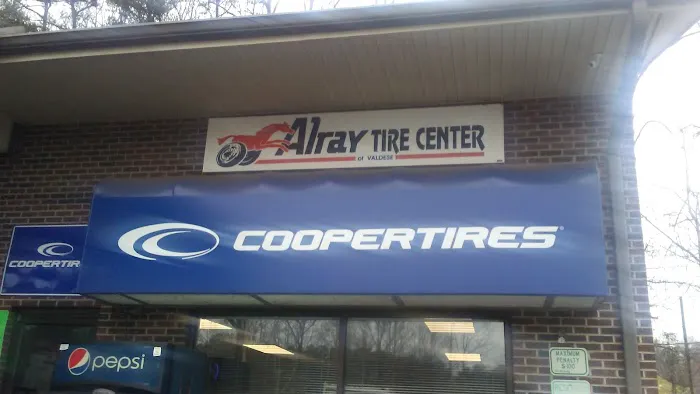 Alray TIRE CENTER
of VALDESE
COOPERTIRES
COOPERTIRES
pepsi
MAXIMUM
PENALTY